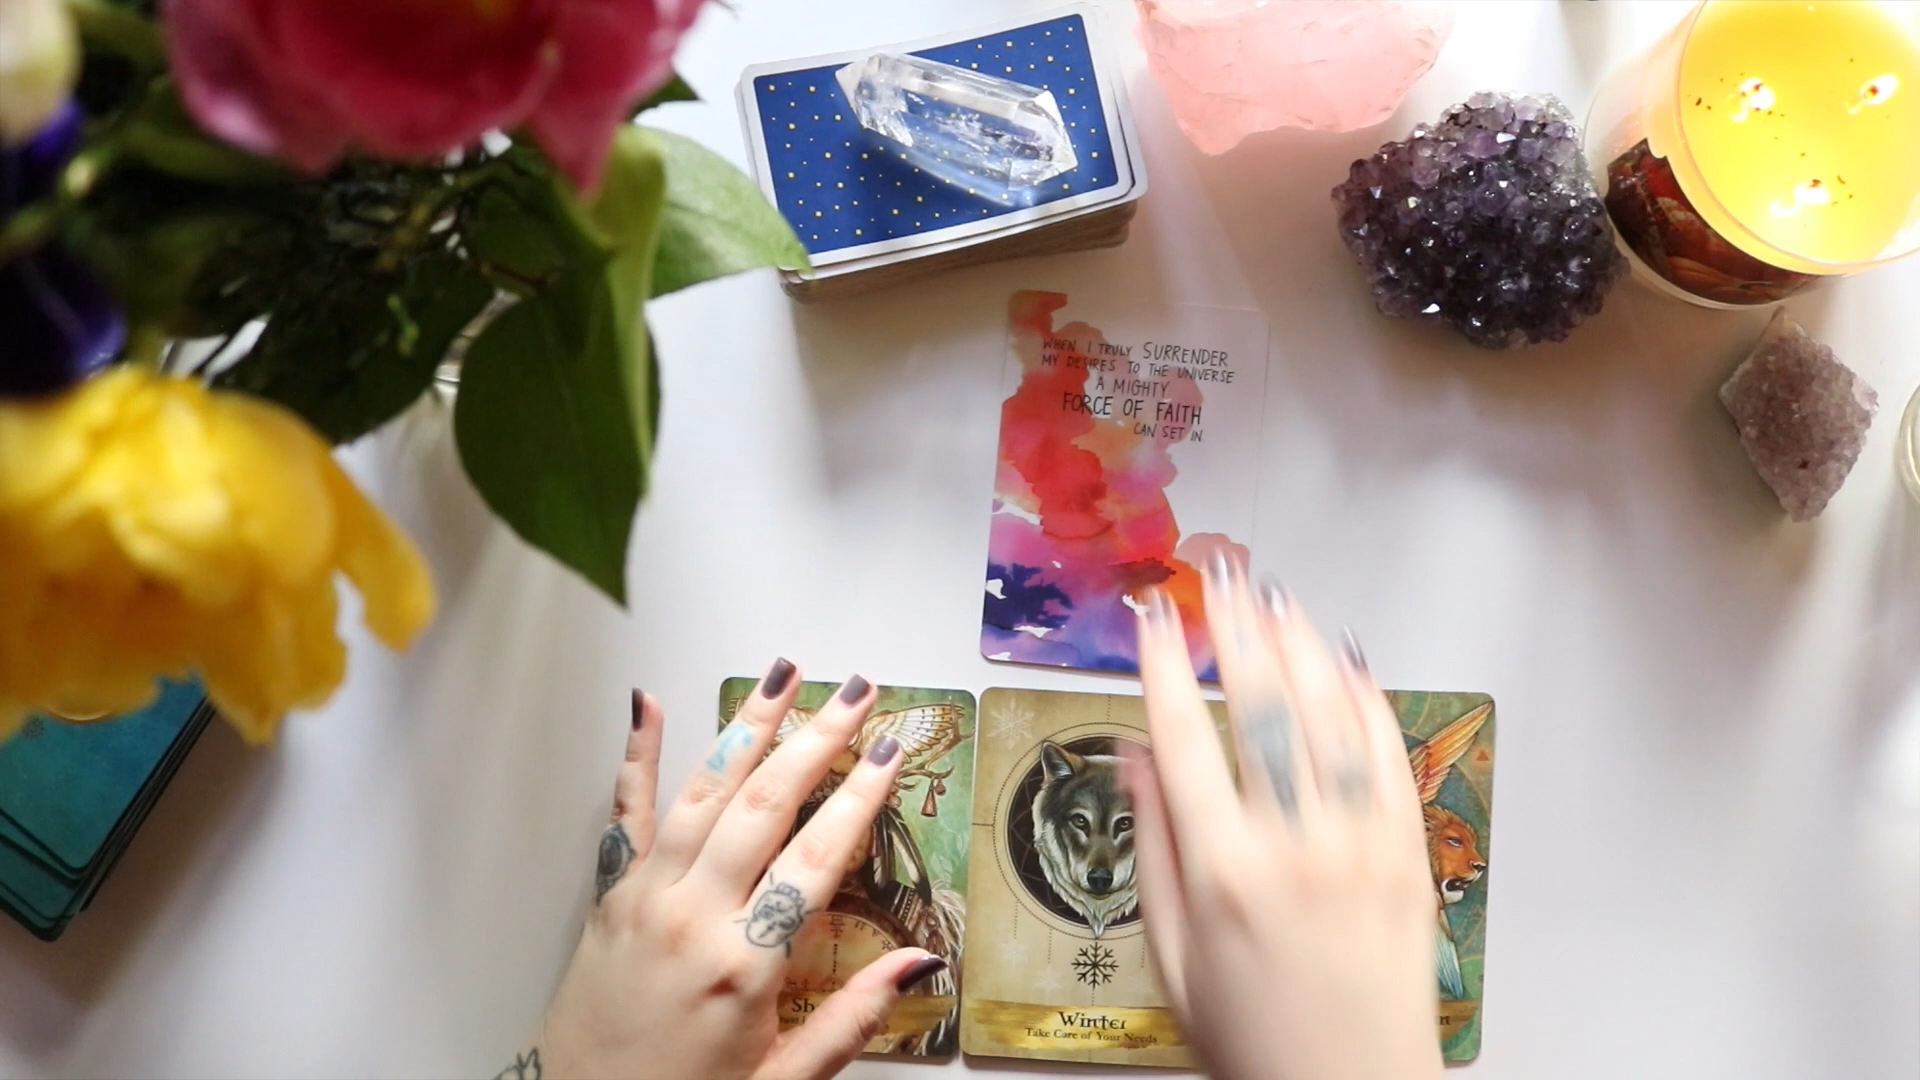 WHEN I TRULY SURRENDER
MY DESIRES TO THE UNIVERSE
A MIGHTY
FORCE OF FAITH
CAN SET IN.
Winter
Take Care of Your Needs